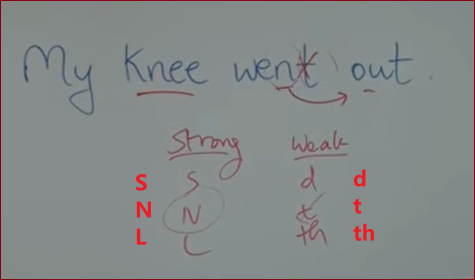 My Knee went out.
Strong Weak
S S d d
N N t t
L L th th